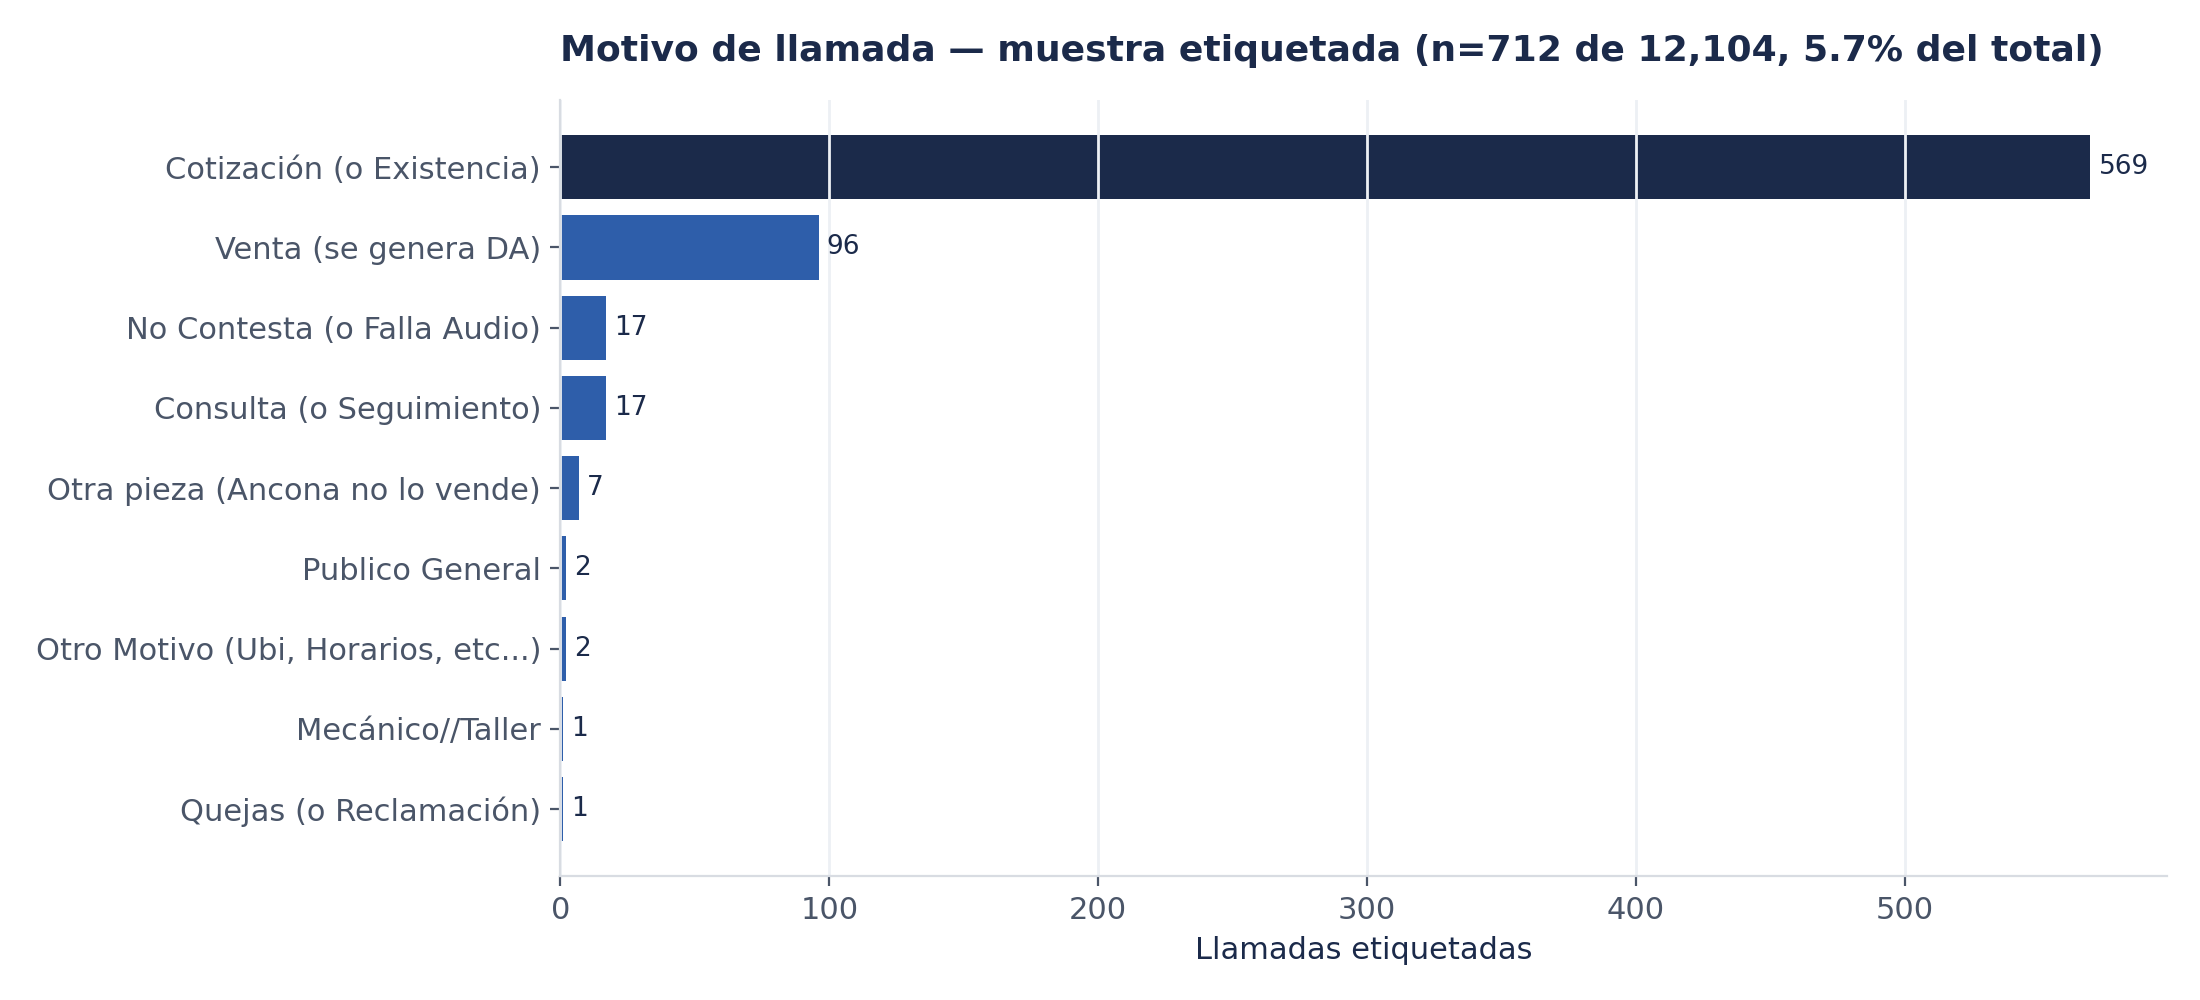 Motivo de llamada — muestra etiquetada (n=712 de 12,104, 5.7% del total)
Cotización (o Existencia)
569
Venta (se genera DA)
96
No Contesta (o Falla Audio)
17
Consulta (o Seguimiento)
17
Otra pieza (Ancona no lo vende)
7
Publico General
2
Otro Motivo (Ubi, Horarios, etc...)
2
Mecánico//Taller
1
Quejas (o Reclamación)
1
0 100 200 300 400 500
Llamadas etiquetadas